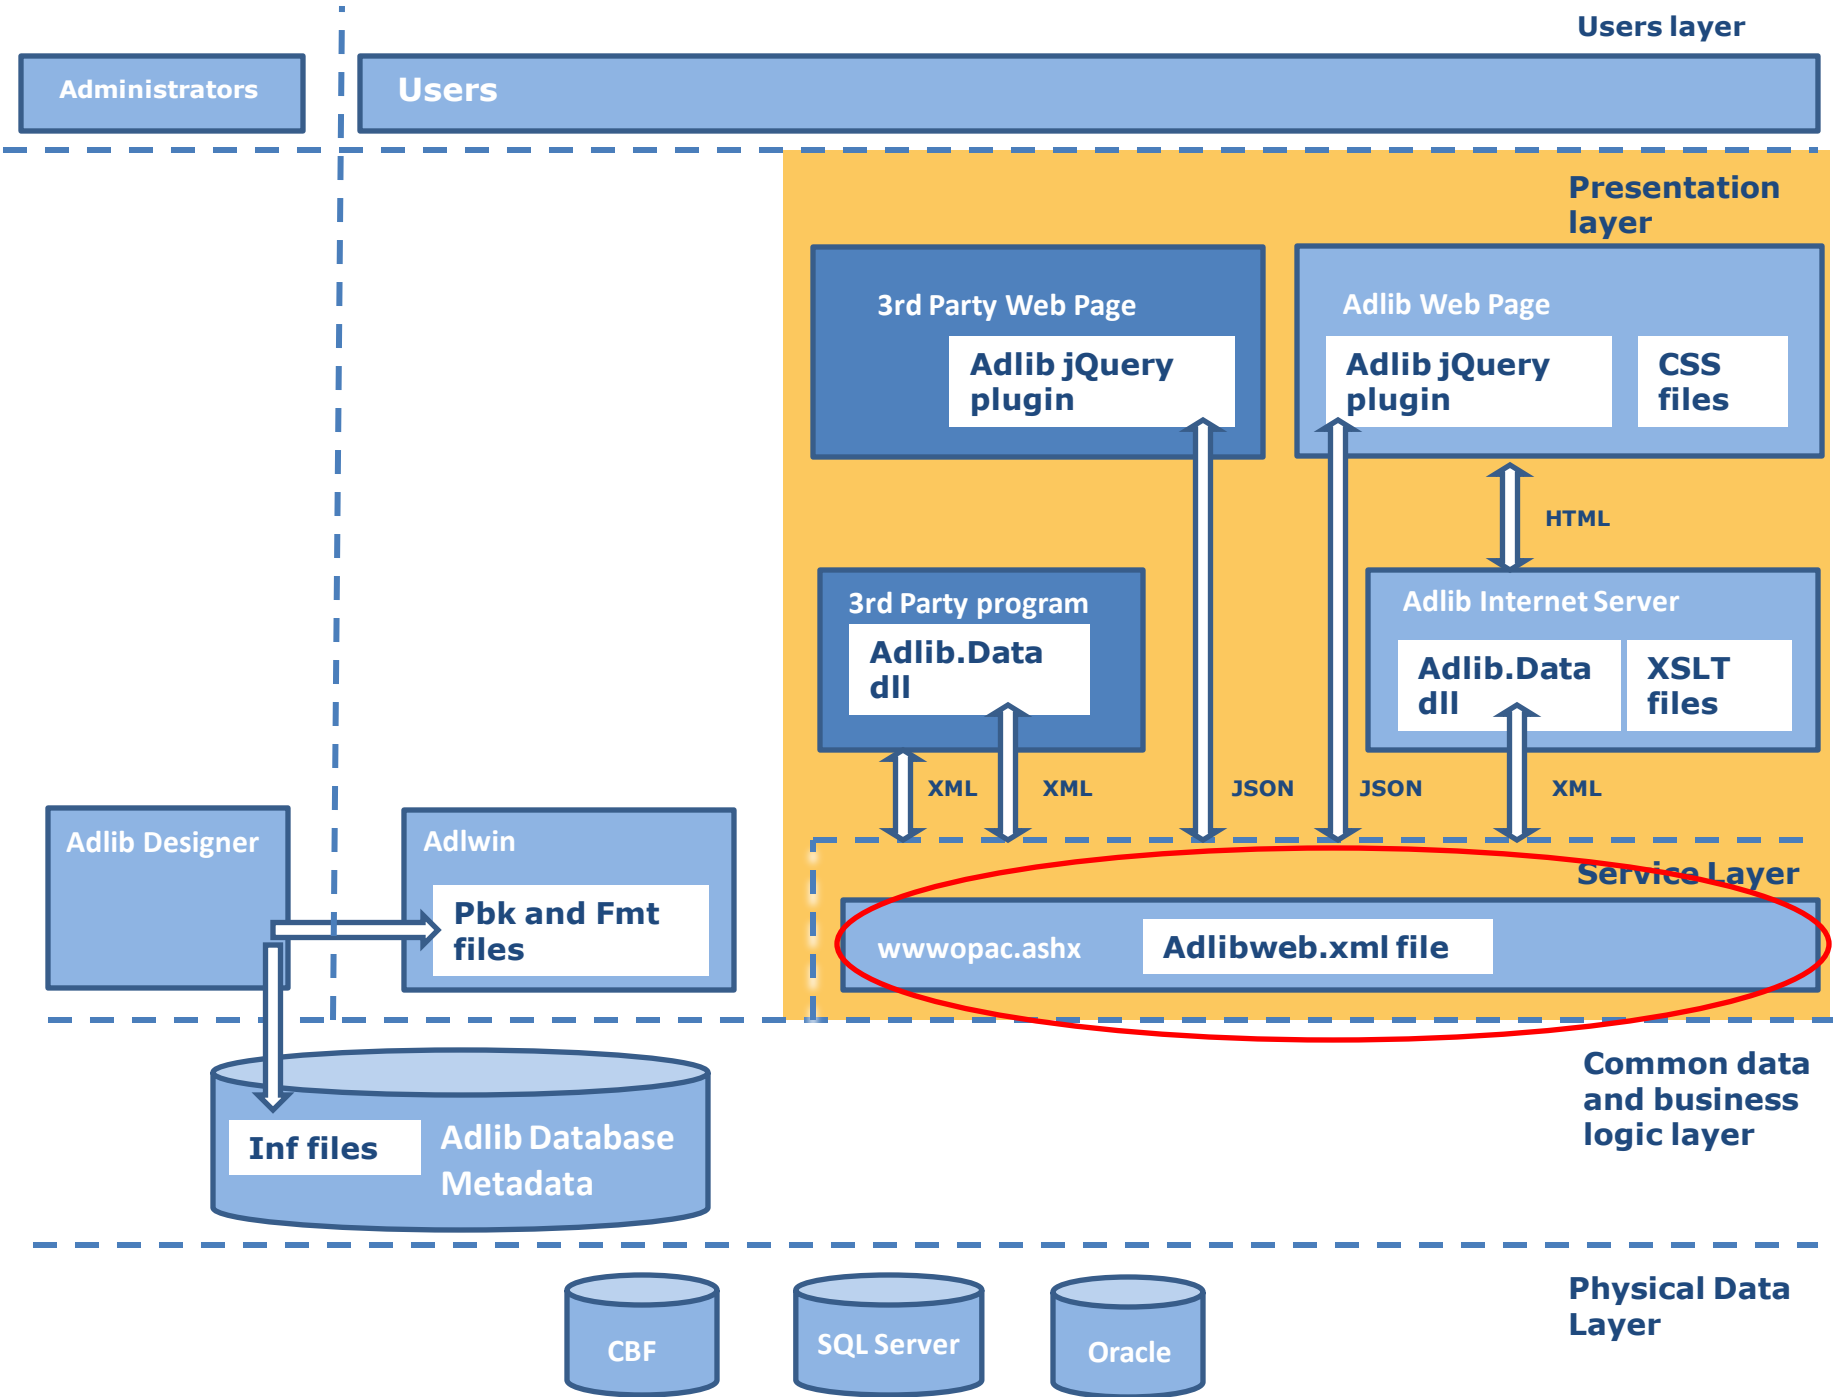 Users layer
Administrators
Users
Presentation
layer
3rd Party Web Page
Adlib jQuery
plugin
Adlib Web Page
Adlib jQuery
plugin
CSS
files
HTML
3rd Party program
Adlib.Data
dll
Adlib Internet Server
Adlib.Data
dll
XSLT
files
XML
XML
JSON
JSON
XML
Adlib Designer
Adlwin
Pbk and Fmt
files
Service Layer
wwwopac.ashx
Adlibweb.xml file
Common data
and business
logic layer
Inf files
Adlib Database
Metadata
Physical Data
Layer
CBF
SQL Server
Oracle